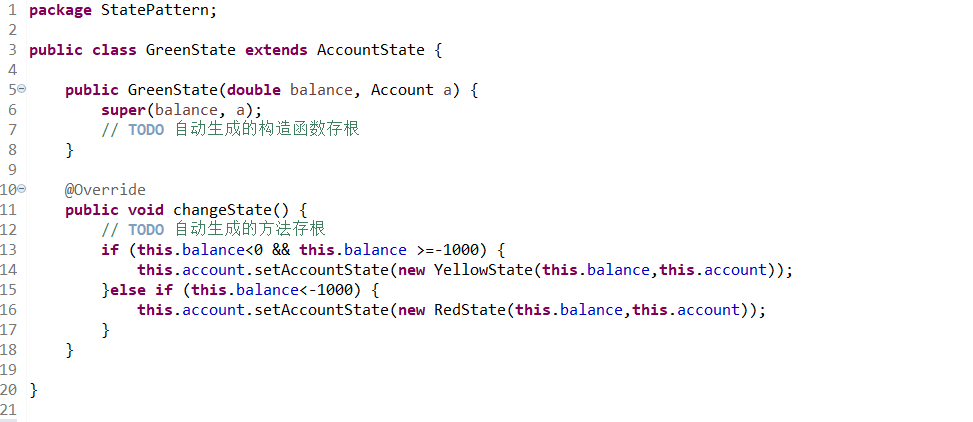 1 package StatePattern;
2
3 public class GreenState extends AccountState {
4
5 public GreenState(double balance, Account a) {
6 super(balance, a);
7 // TODO 自动生成的构造函数存根
8 }
9
10 @Override
11 public void changeState() {
12 // TODO 自动生成的方法存根
13 if (this.balance<0 && this.balance >=-1000) {
14 this.account.setAccountState(new YellowState(this.balance,this.account));
15 }else if (this.balance<-1000) {
16 this.account.setAccountState(new RedState(this.balance,this.account));
17 }
18 }
19
20 }
21